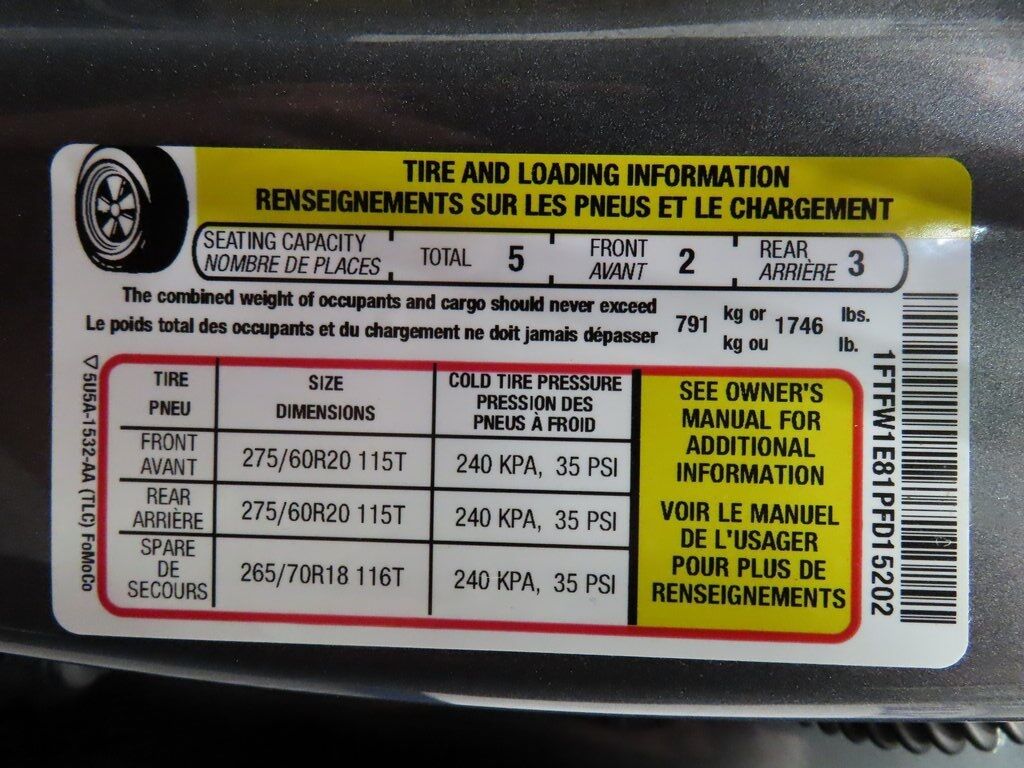 TIRE AND LOADING INFORMATION
RENSEIGNEMENTS SUR LES PNEUS ET LE CHARGEMENT
SEATING CAPACITY
NOMBRE DE PLACES
TOTAL 5
FRONT
AVANT
2
REAR
ARRIÈRE
3
The combined weight of occupants and cargo should never exceed
Le poids total des occupants et du chargement ne doit jamais dépasser
791
kg or
kg ou
1746
lbs.
lb.
TIRE
PNEU
SIZE
DIMENSIONS
COLD TIRE PRESSURE
PRESSION DES
PNEUS À FROID
FRONT
AVANT
275/60R20 115T
240 KPA, 35 PSI
REAR
ARRIÈRE
275/60R20 115T
240 KPA, 35 PSI
SPARE
DE
SECOURS
265/70R18 116T
240 KPA, 35 PSI
SEE OWNER'S
MANUAL FOR
ADDITIONAL
INFORMATION
VOIR LE MANUEL
DE L'USAGER
POUR PLUS DE
RENSEIGNEMENTS
5U5A-1532-AA (TLC) FoMoCo
1FTFW1E81PFD15202